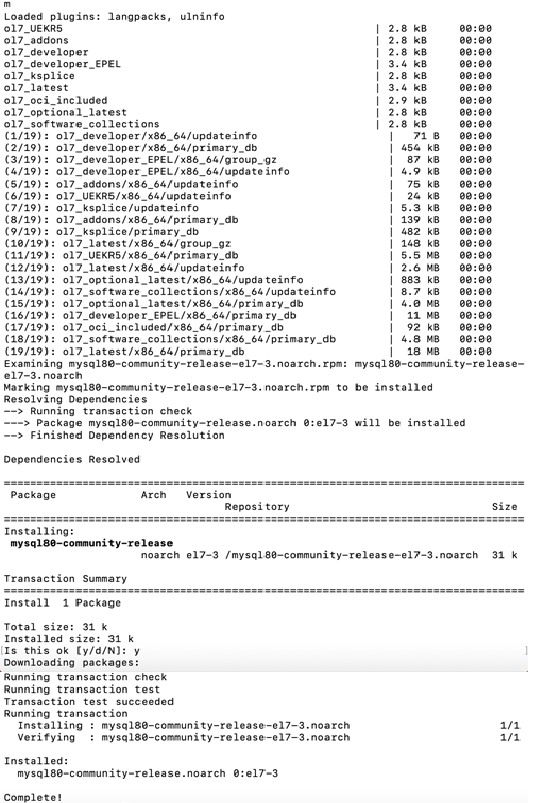 m
Loaded plugins: langpacks, ulninfo
ol7_UEKR5 | 2.8 kB 00:00
ol7_addons | 2.8 kB 00:00
ol7_developer | 2.8 kB 00:00
ol7_developer_EPEL | 3.4 kB 00:00
ol7_ksplice | 2.8 kB 00:00
ol7_latest | 3.4 kB 00:00
ol7_oci_included | 2.9 kB 00:00
ol7_optional_latest | 2.8 kB 00:00
ol7_software_collections | 2.8 kB 00:00
(1/19): ol7_developer/x86_64/updateinfo | 71 B 00:00
(2/19): ol7_developer/x86_64/primary_db | 454 kB 00:00
(3/19): ol7_developer_EPEL/x86_64/group_gz | 87 kB 00:00
(4/19): ol7_developer_EPEL/x86_64/updateinfo | 4.9 kB 00:00
(5/19): ol7_addons/x86_64/updateinfo | 75 kB 00:00
(6/19): ol7_UEKR5/x86_64/updateinfo | 24 kB 00:00
(7/19): ol7_ksplice/updateinfo | 5.3 kB 00:00
(8/19): ol7_addons/x86_64/primary_db | 139 kB 00:00
(9/19): ol7_ksplice/primary_db | 482 kB 00:00
(10/19): ol7_latest/x86_64/group_gz | 148 kB 00:00
(11/19): ol7_UEKR5/x86_64/primary_db | 5.5 MB 00:00
(12/19): ol7_latest/x86_64/updateinfo | 2.6 MB 00:00
(13/19): ol7_optional_latest/x86_64/updateinfo | 883 kB 00:00
(14/19): ol7_software_collections/x86_64/updateinfo | 8.7 kB 00:00
(15/19): ol7_optional_latest/x86_64/primary_db | 4.0 MB 00:00
(16/19): ol7_developer_EPEL/x86_64/primary_db | 11 MB 00:00
(17/19): ol7_oci_included/x86_64/primary_db | 92 kB 00:00
(18/19): ol7_software_collections/x86_64/primary_db | 4.8 MB 00:00
(19/19): ol7_latest/x86_64/primary_db | 18 MB 00:00
Examining mysql80-community-release-el7-3.noarch.rpm: mysql80-community-release-
el7-3.noarch
Marking mysql80-community-release-el7-3.noarch.rpm to be installed
Resolving Dependencies
--> Running transaction check
---> Package mysql80-community-release.noarch 0:el7-3 will be installed
--> Finished Dependency Resolution
Dependencies Resolved
================================================================================
Package Arch Version
Repository Size
================================================================================
Installing:
mysql80-community-release
noarch el7-3 /mysql80-community-release-el7-3.noarch 31 k
Transaction Summary
================================================================================
Install 1 Package
Total size: 31 k
Installed size: 31 k
Is this ok [y/d/N]: y
Downloading packages:
Running transaction check
Running transaction test
Transaction test succeeded
Running transaction
Installing : mysql80-community-release-el7-3.noarch 1/1
Verifying : mysql80-community-release-el7-3.noarch 1/1
Installed:
mysql80-community-release.noarch 0:el7-3
Complete!